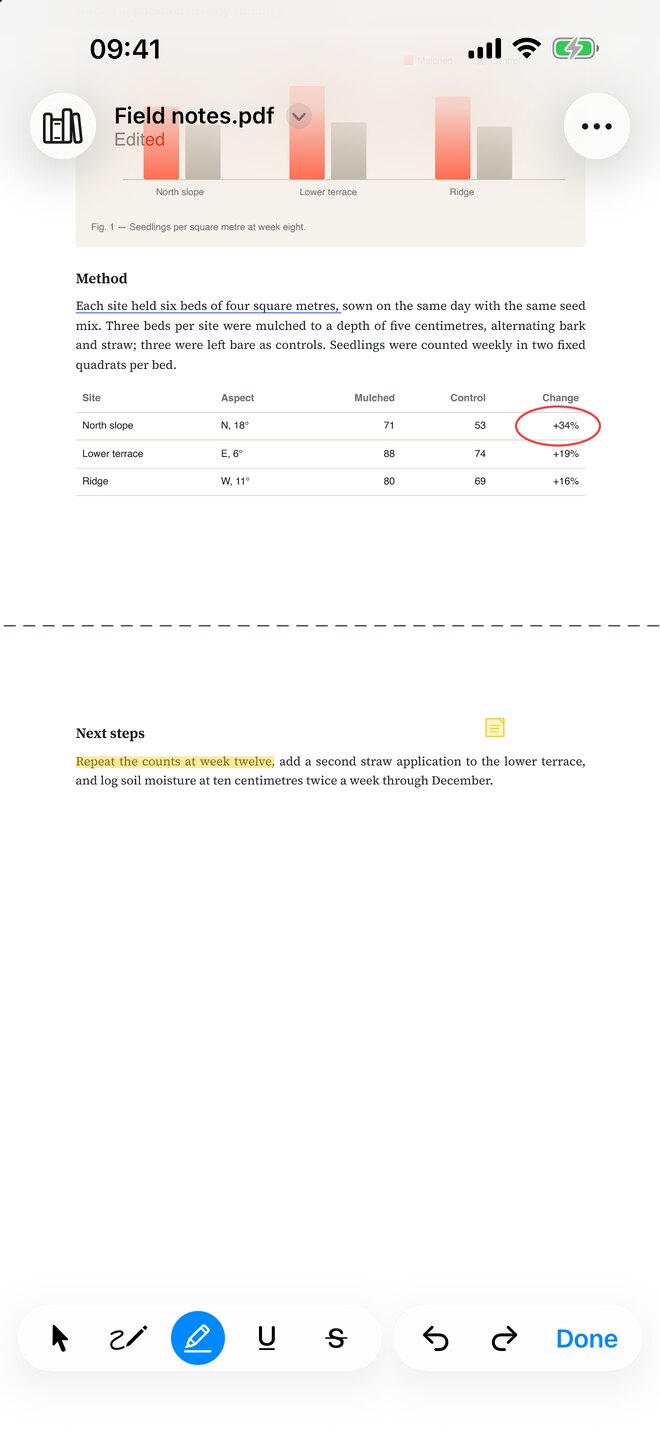 09:41
Field notes.pdf
Edited
Mulched
North slope Lower terrace Ridge
Fig. 1 — Seedlings per square metre at week eight.
Method
Each site held six beds of four square metres, sown on the same day with the same seed
mix. Three beds per site were mulched to a depth of five centimetres, alternating bark
and straw; three were left bare as controls. Seedlings were counted weekly in two fixed
quadrats per bed.
Site Aspect Mulched Control Change
North slope N, 18° 71 53 +34%
Lower terrace E, 6° 88 74 +19%
Ridge W, 11° 80 69 +16%
Next steps
Repeat the counts at week twelve, add a second straw application to the lower terrace,
and log soil moisture at ten centimetres twice a week through December.
U S Done